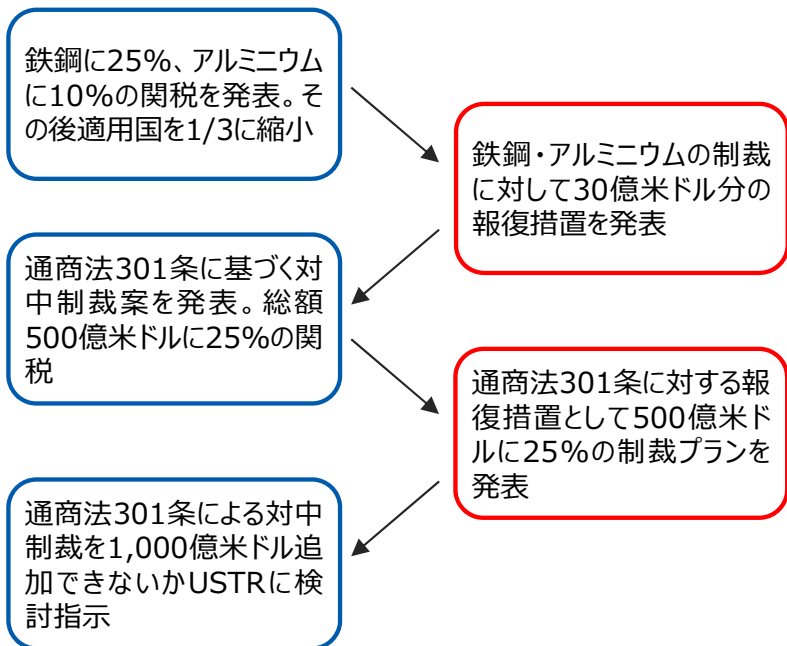 鉄鋼に25%、アルミニウム
に10%の関税を発表。そ
の後適用国を1/3に縮小
鉄鋼・アルミニウムの制裁
に対して30億米ドル分の
報復措置を発表
通商法301条に基づく対
中制裁案を発表。総額
500億米ドルに25%の関
税
通商法301条に対する報
復措置として500億米ド
ルに25%の制裁プランを
発表
通商法301条による対中
制裁を1,000億米ドル追
加できないかUSTRに検
討指示